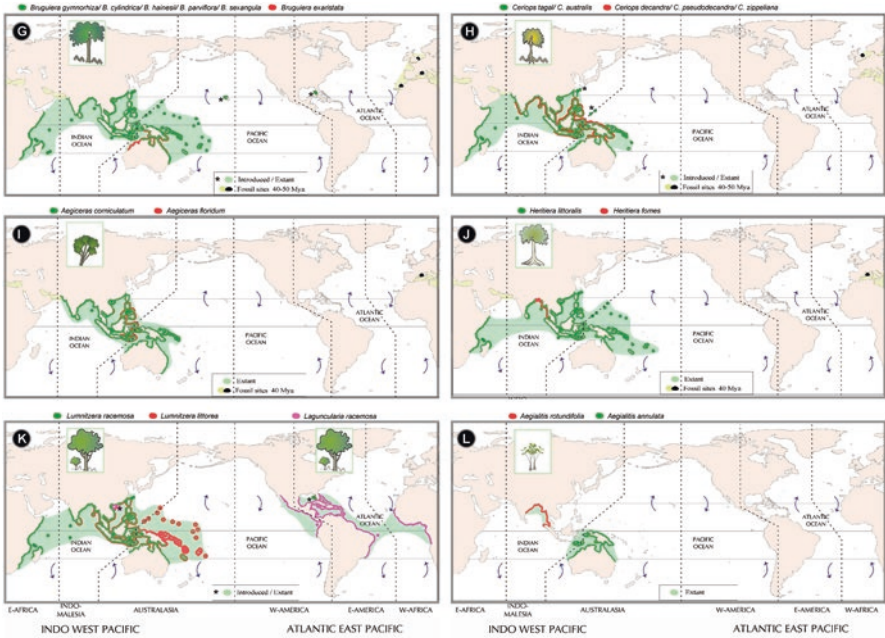 Bruguiera gymnorhiza/ B. cylindrica/ B. hainesii/ B. parviflora/ B. sexangula Bruguiera exaristata
G
INDIAN OCEAN
PACIFIC OCEAN
ATLANTIC OCEAN
Introduced / Extant
Fossil sites 40-50 Mya
Ceriops tagal/ C. australis Ceriops decandra/ C. pseudodecandra/ C. zippeliana
H
INDIAN OCEAN
PACIFIC OCEAN
ATLANTIC OCEAN
Introduced / Extant
Fossil sites 40-50 Mya
Aegiceras corniculatum Aegiceras floridum
I
INDIAN OCEAN
PACIFIC OCEAN
ATLANTIC OCEAN
Extant
Fossil sites 40 Mya
Heritiera littoralis Heritiera fomes
J
INDIAN OCEAN
PACIFIC OCEAN
ATLANTIC OCEAN
Extant
Fossil sites 40 Mya
Lumnitzera racemosa Lumnitzera littorea Laguncularia racemosa
K
INDIAN OCEAN
PACIFIC OCEAN
ATLANTIC OCEAN
Introduced / Extant
E-AFRICA INDO-MALESIA AUSTRALASIA W-AMERICA E-AMERICA W-AFRICA
INDO WEST PACIFIC ATLANTIC EAST PACIFIC
Aegialitis rotundifolia Aegialitis annulata
L
INDIAN OCEAN
PACIFIC OCEAN
ATLANTIC OCEAN
Extant
E-AFRICA INDO-MALESIA AUSTRALASIA W-AMERICA E-AMERICA W-AFRICA
INDO WEST PACIFIC ATLANTIC EAST PACIFIC